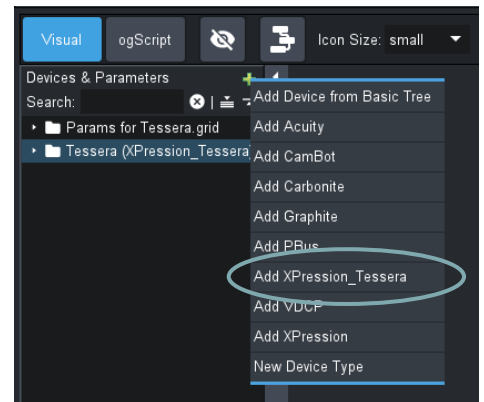 Visual
ogScript
Icon Size: small
Devices & Parameters
Search:
Params for Tessera.grid
Tessera (XPression_Tessera
Add Device from Basic Tree
Add Acuity
Add CamBot
Add Carbonite
Add Graphite
Add PBus
Add XPression_Tessera
Add VDCP
Add XPression
New Device Type